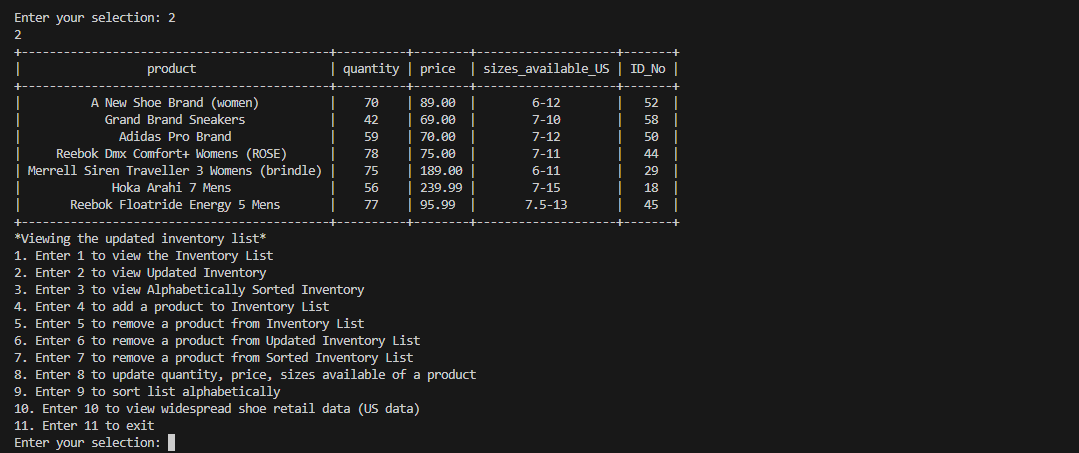 Enter your selection: 2
2
+--------------------------------------------+----------+--------+--------------------+-------+
| product | quantity | price | sizes_available_US | ID_No |
+--------------------------------------------+----------+--------+--------------------+-------+
| A New Shoe Brand (women) | 70 | 89.00 | 6-12 | 52 |
| Grand Brand Sneakers | 42 | 69.00 | 7-10 | 58 |
| Adidas Pro Brand | 59 | 70.00 | 7-12 | 50 |
| Reebok Dmx Comfort+ Womens (ROSE) | 78 | 75.00 | 7-11 | 44 |
| Merrell Siren Traveller 3 Womens (brindle) | 75 | 189.00 | 6-11 | 29 |
| Hoka Arahi 7 Mens | 56 | 239.99 | 7-15 | 18 |
| Reebok Floatride Energy 5 Mens | 77 | 95.99 | 7.5-13 | 45 |
+--------------------------------------------+----------+--------+--------------------+-------+
*Viewing the updated inventory list*
1. Enter 1 to view the Inventory List
2. Enter 2 to view Updated Inventory
3. Enter 3 to view Alphabetically Sorted Inventory
4. Enter 4 to add a product to Inventory List
5. Enter 5 to remove a product from Inventory List
6. Enter 6 to remove a product from Updated Inventory List
7. Enter 7 to remove a product from Sorted Inventory List
8. Enter 8 to update quantity, price, sizes available of a product
9. Enter 9 to sort list alphabetically
10. Enter 10 to view widespread shoe retail data (US data)
11. Enter 11 to exit
Enter your selection: